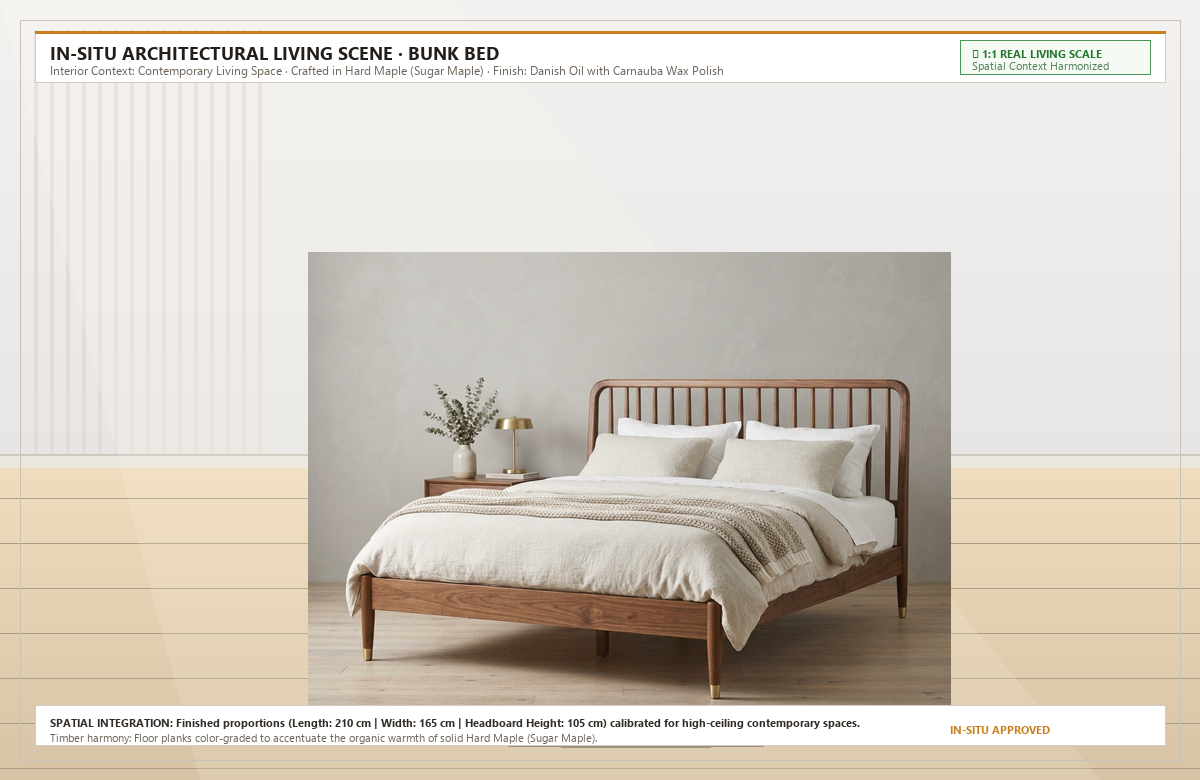 IN-SITU ARCHITECTURAL LIVING SCENE · BUNK BED
Interior Context: Contemporary Living Space · Crafted in Hard Maple (Sugar Maple) · Finish: Danish Oil with Carnauba Wax Polish
1:1 REAL LIVING SCALE
Spatial Context Harmonized
SPATIAL INTEGRATION: Finished proportions (Length: 210 cm | Width: 165 cm | Headboard Height: 105 cm) calibrated for high-ceiling contemporary spaces.
Timber harmony: Floor planks color-graded to accentuate the organic warmth of solid Hard Maple (Sugar Maple).
IN-SITU APPROVED